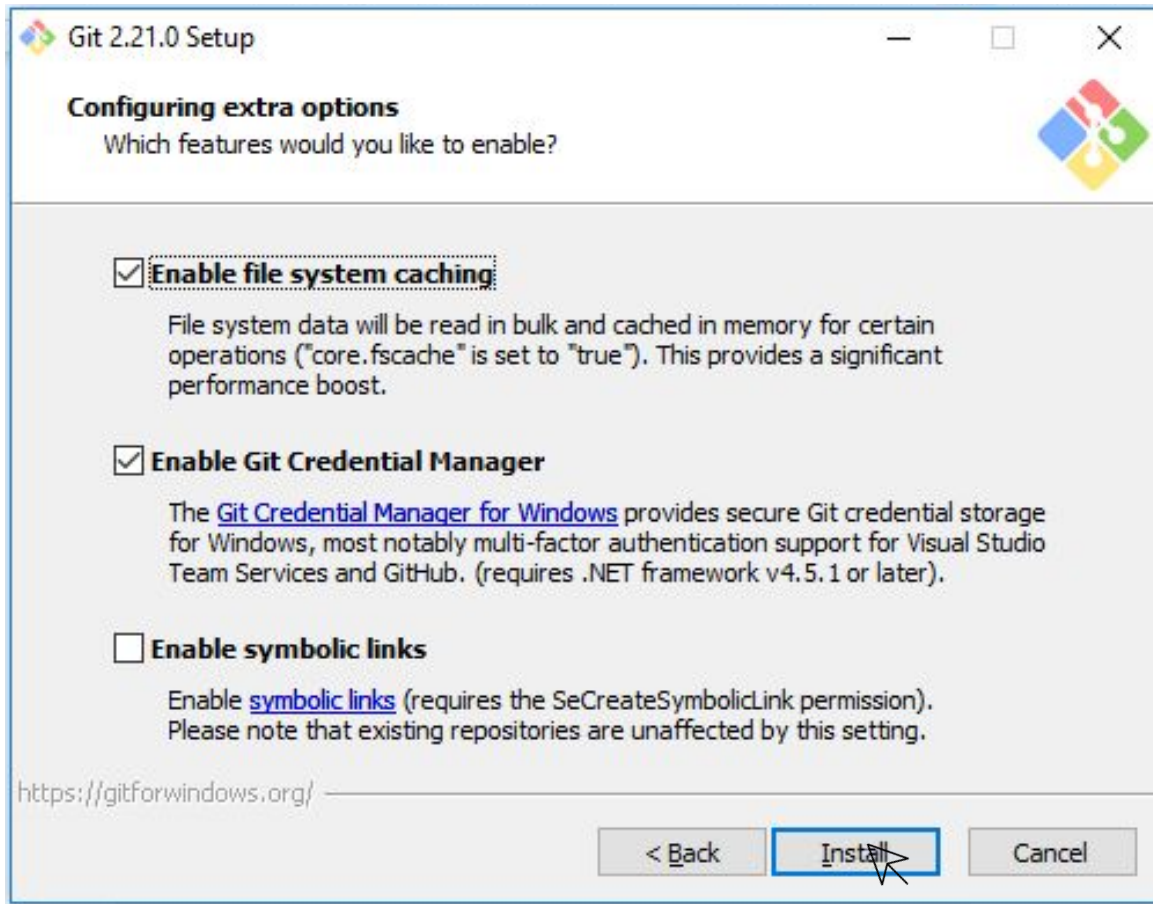 Git 2.21.0 Setup
Configuring extra options
Which features would you like to enable?
Enable file system caching
File system data will be read in bulk and cached in memory for certain
operations ("core.fscache" is set to "true"). This provides a significant
performance boost.
Enable Git Credential Manager
The Git Credential Manager for Windows provides secure Git credential storage
for Windows, most notably multi-factor authentication support for Visual Studio
Team Services and GitHub. (requires .NET framework v4.5.1 or later).
Enable symbolic links
Enable symbolic links (requires the SeCreateSymbolicLink permission).
Please note that existing repositories are unaffected by this setting.
https://gitforwindows.org/
< Back Install Cancel